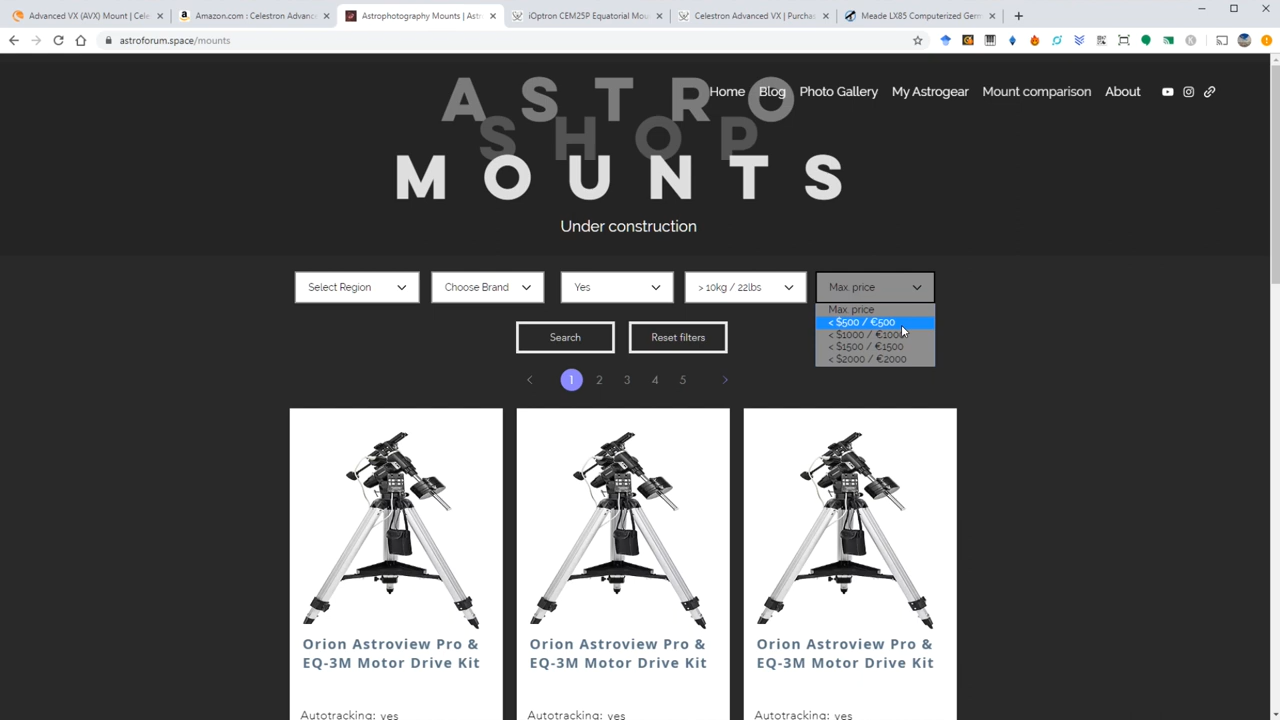 Advanced VX (AVX) Mount | Cele
Amazon.com : Celestron Advanc
Astrophotography Mounts | Ast
iOptron CEM25P Equatorial Mou
Celestron Advanced VX | Purcha
Meade LX85 Computerized Germ
astroforum.space/mounts
ASTRO
Home Blog Photo Gallery My Astrogear Mount comparison About
SHOP
MOUNTS
Under construction
Select Region
Choose Brand
Yes
> 10kg / 22lbs
Max. price
Max. price
< $500 / €500
< $1000 / €1000
< $1500 / €1500
< $2000 / €2000
Search
Reset filters
< 1 2 3 4 5 >
Orion Astroview Pro &
EQ-3M Motor Drive Kit
Autotracking: yes
Orion Astroview Pro &
EQ-3M Motor Drive Kit
Autotracking: yes
Orion Astroview Pro &
EQ-3M Motor Drive Kit
Autotracking: yes